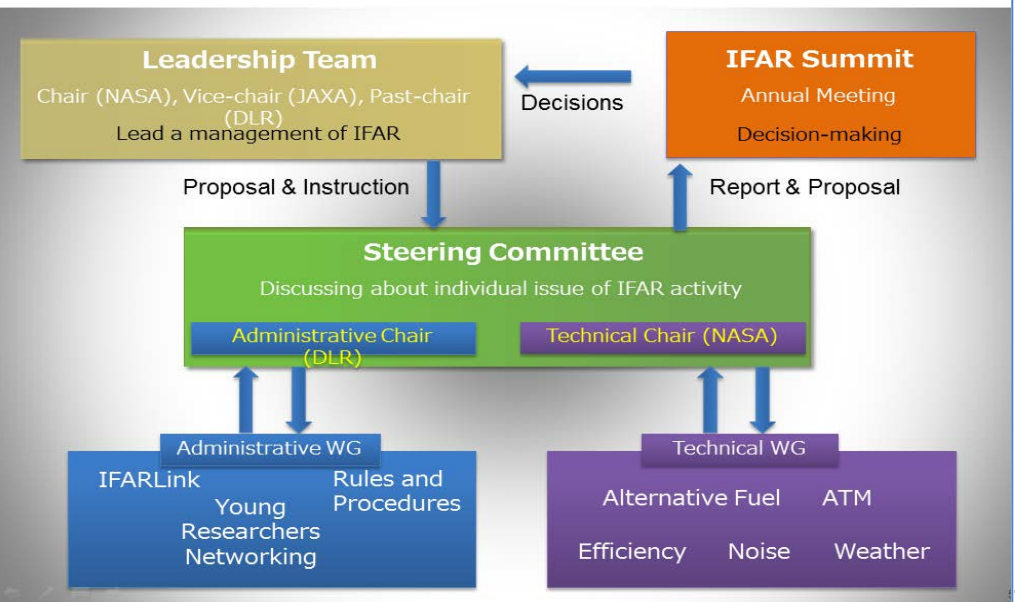 Leadership Team
Chair (NASA), Vice-chair (JAXA), Past-chair
(DLR)
Lead a management of IFAR
Decisions
IFAR Summit
Annual Meeting
Decision-making
Proposal & Instruction
Report & Proposal
Steering Committee
Discussing about individual issue of IFAR activity
Administrative Chair
(DLR)
Technical Chair (NASA)
Administrative WG
IFARLink
Rules and
Procedures
Young
Researchers
Networking
Technical WG
Alternative Fuel
ATM
Efficiency
Noise
Weather